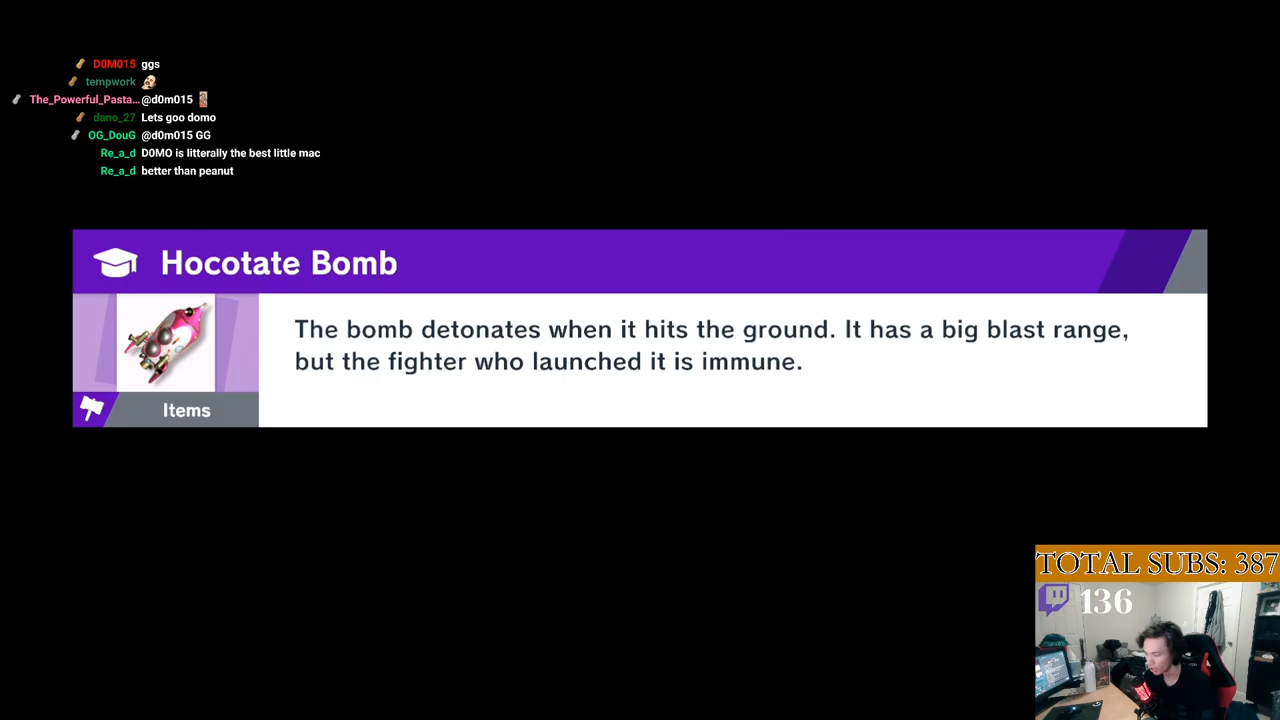 D0M015 ggs
tempwork
The_Powerful_Pasta... @d0m015
dano_27 Lets goo domo
OG_DouG @d0m015 GG
Re_a_d D0MO is litterally the best little mac
Re_a_d better than peanut
Hocotate Bomb
The bomb detonates when it hits the ground. It has a big blast range,
but the fighter who launched it is immune.
Items
TOTAL SUBS: 387
136